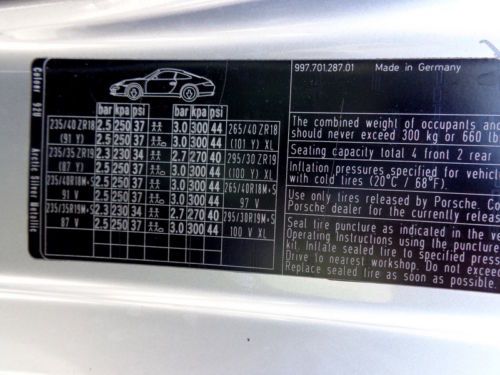 997.701.287.01 Made in Germany
Color 92U Arctic Silver Metallic
bar kpa psi bar kpa psi
235/40 ZR18 2.5 250 37 3.0 300 44 265/40 ZR18
(91 Y) 2.5 250 37 3.0 300 44 (101 Y) XL
235/35 ZR19 2.3 230 34 2.7 270 40 295/30 ZR19
(87 Y) 2.5 250 37 3.0 300 44 (100 Y) XL
235/40R18M+S 2.5 250 37 3.0 300 44 265/40R18M+S
91 V 2.5 250 37 3.0 300 44 97 V
235/35R19M+S 2.3 230 34 2.7 270 40 295/30R19M+S
87 V 2.5 250 37 3.0 300 44 100 V XL
The combined weight of occupants an
should never exceed 300 kg or 660 lb
Seating capacity total 4 front 2 rear
Inflation pressures specified for vehic
with cold tires (20°C / 68°F).
Use only tires released by Porsche. Co
Porsche dealer for the currently releas
Seal tire puncture as indicated in the ve
Operating Instructions using the puncture
kit. Inflate sealed tire to specified press
Drive to nearest workshop. Do not excee
Replace sealed tire as soon as possible.